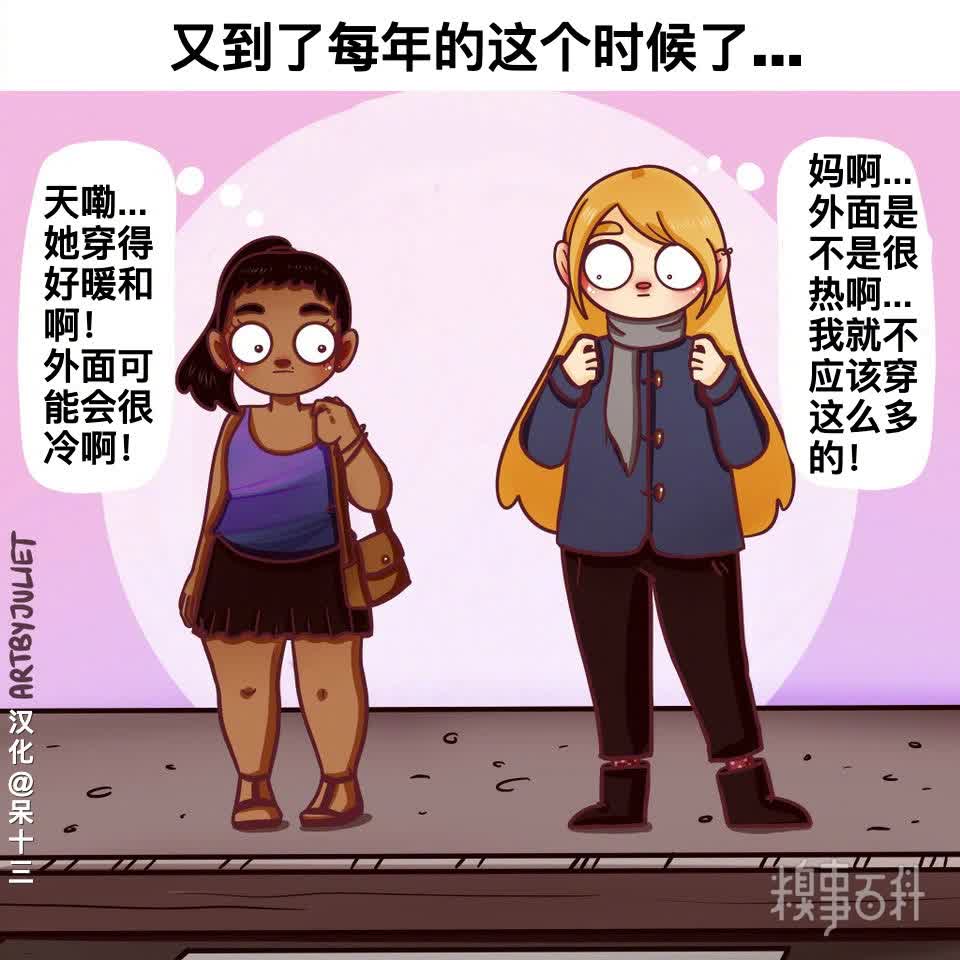 又到了每年的这个时候了...
天嘞...
她穿得
好暖和
啊！
外面可
能会很
冷啊！
妈啊...
外面是
不是很
热啊...
我就不
应该穿
这么多
的！
ARTBYJULIET
汉化@呆十三
糗事百科